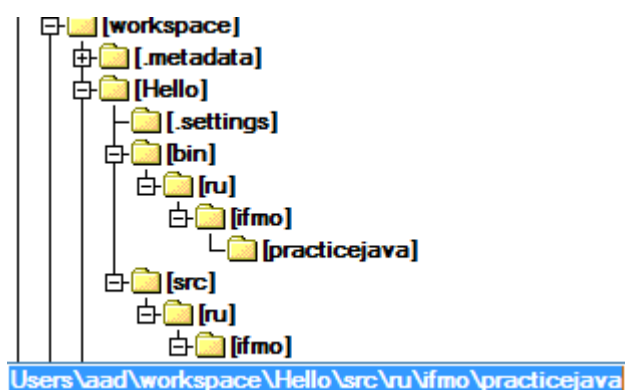 [workspace]
[.metadata]
[Hello]
[.settings]
[bin]
[ru]
[ifmo]
[practicejava]
[src]
[ru]
[ifmo]
Users\aad\workspace\Hello\src\ru\ifmo\practicejava